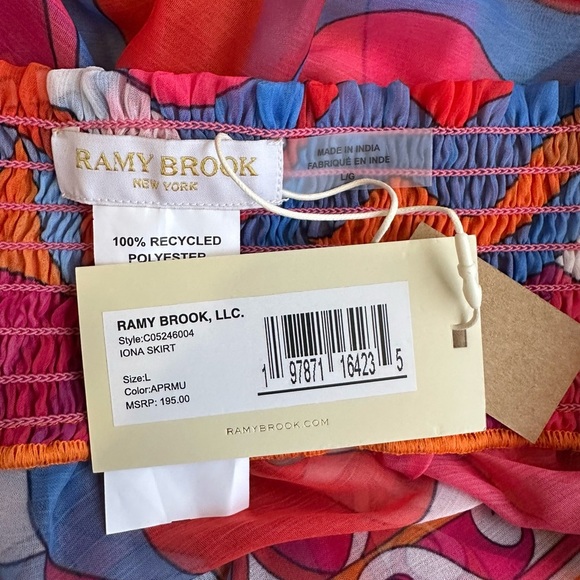 RAMY BROOK
NEW YORK
MADE IN INDIA
FABRIQUÉ EN INDE
L/G
100% RECYCLED
POLYESTER
RAMY BROOK, LLC.
Style:C05246004
IONA SKIRT
Size:L
Color:APRMU
MSRP: 195.00
1 97871 16423 5
RAMYBROOK.COM